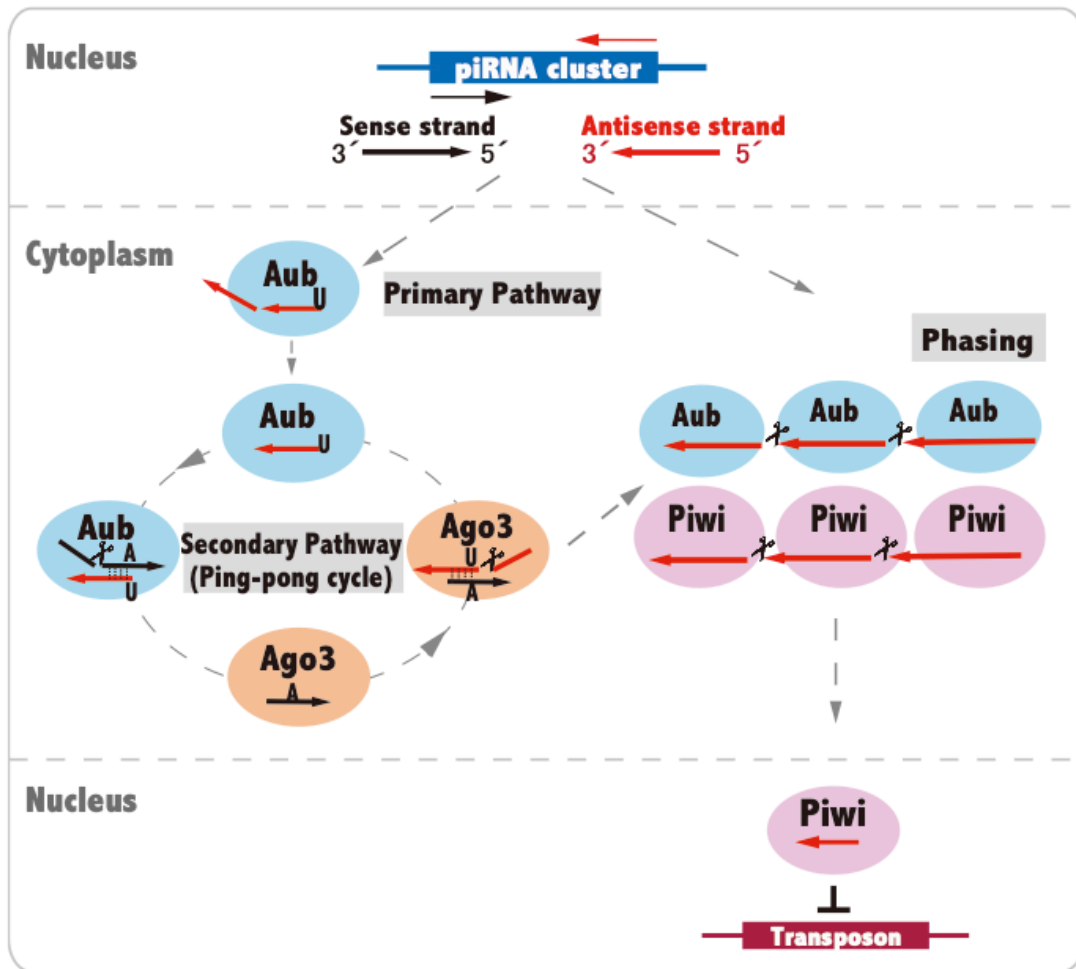 Nucleus
piRNA cluster
Sense strand
3´ 5´
Antisense strand
3´ 5´
Cytoplasm
Aub
U
Primary Pathway
Phasing
Aub
U
Aub Aub Aub
Aub
A
U
Secondary Pathway
(Ping-pong cycle)
Ago3
U
A
Piwi Piwi Piwi
Ago3
A
Nucleus
Piwi
Transposon